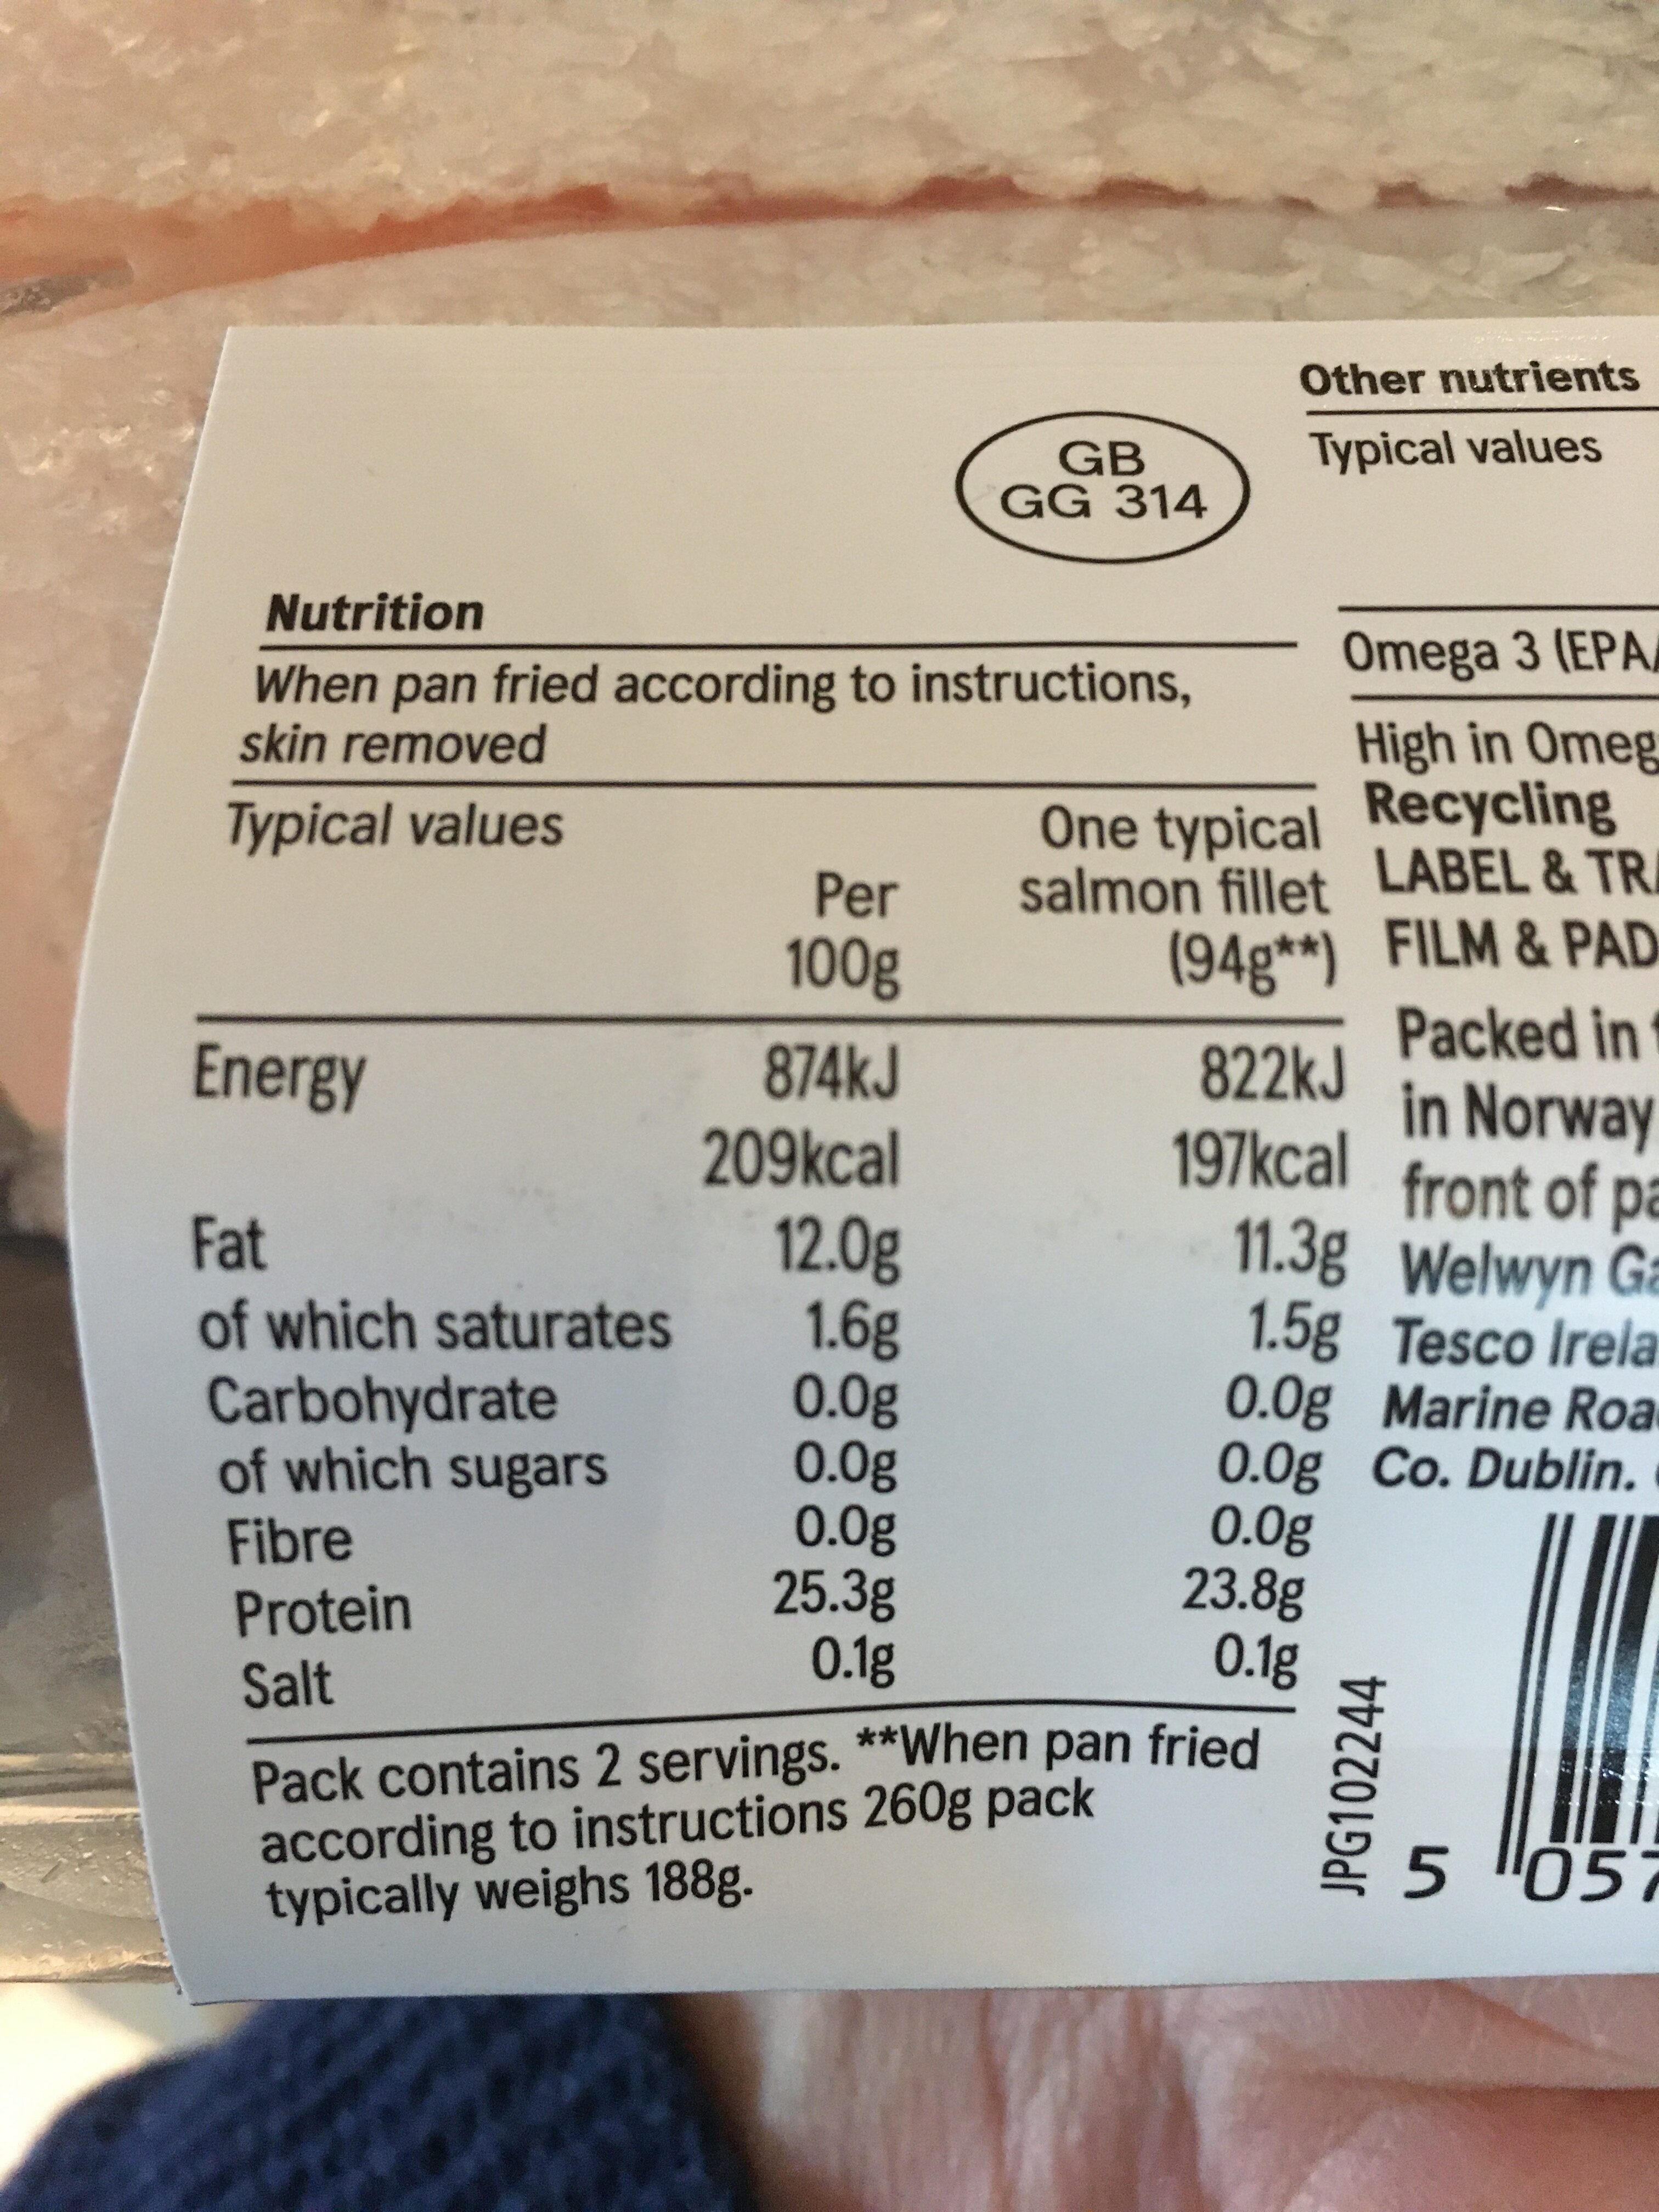 GB
GG 314
Nutrition
When pan fried according to instructions,
skin removed
Typical values
Per
100g
One typical
salmon fillet
(94g**)
Energy 874kJ 822kJ
209kcal 197kcal
Fat 12.0g 11.3g
of which saturates 1.6g 1.5g
Carbohydrate 0.0g 0.0g
of which sugars 0.0g 0.0g
Fibre 0.0g 0.0g
Protein 25.3g 23.8g
Salt 0.1g 0.1g
Pack contains 2 servings. **When pan fried
according to instructions 260g pack
typically weighs 188g.
Other nutrients
Typical values
Omega 3 (EPA
High in Omeg
Recycling
LABEL & TR
FILM & PAD
Packed in
in Norway
front of
Welwyn Ga
Tesco Irela
Marine Roa
Co. Dublin.
JPG102244
5 057